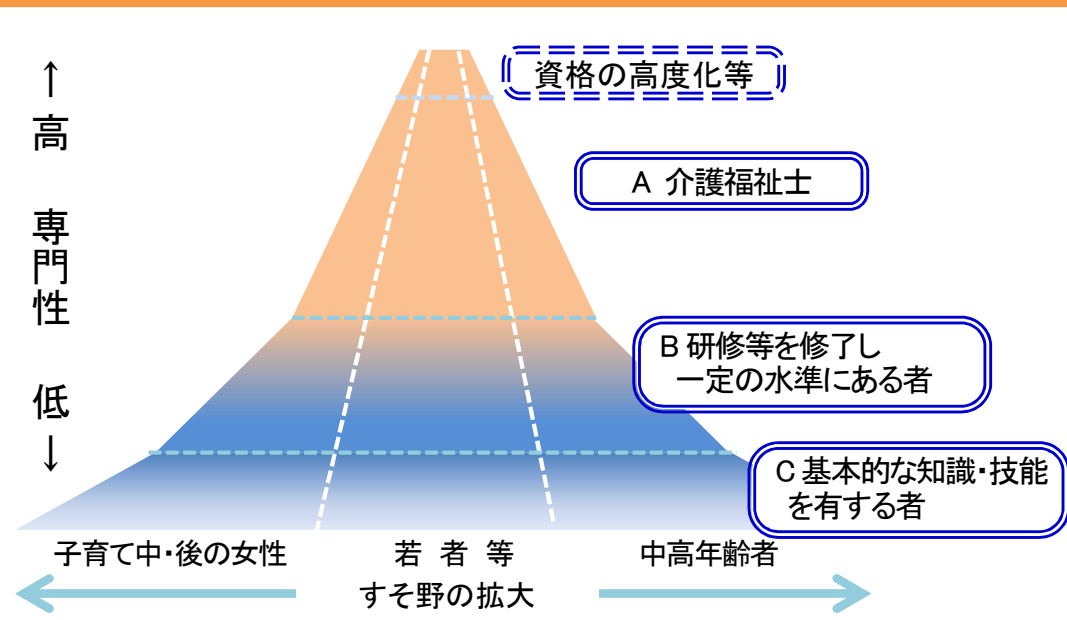 ↑
高
専
門
性
低
↓
資格の高度化等
A 介護福祉士
B 研修等を修了し
一定の水準にある者
C 基本的な知識・技能
を有する者
子育て中・後の女性
若 者 等
中高年齢者
すそ野の拡大